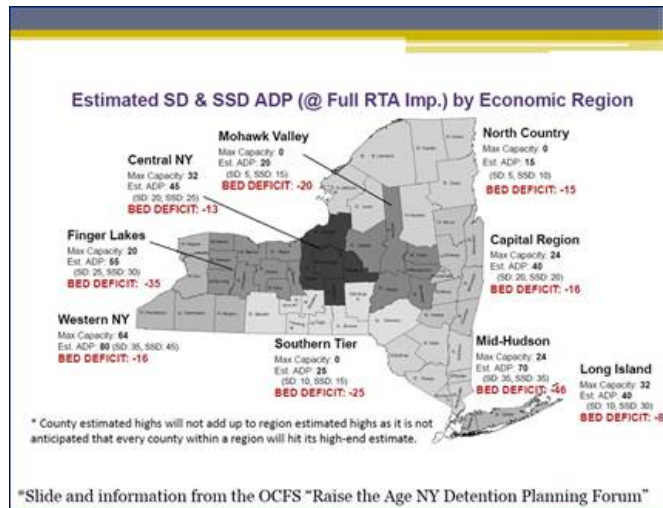 Estimated SD & SSD ADP (@ Full RTA Imp.) by Economic Region
Mohawk Valley
Max Capacity: 0
Est. ADP: 20
(SD: 5, SSD: 15)
BED DEFICIT: -20
North Country
Max Capacity: 0
Est. ADP: 15
(SD: 5, SSD: 10)
BED DEFICIT: -15
Central NY
Max Capacity: 32
Est. ADP: 45
(SD: 20, SSD: 25)
BED DEFICIT: -13
Finger Lakes
Max Capacity: 20
Est. ADP: 55
(SD: 25, SSD: 30)
BED DEFICIT: -35
Capital Region
Max Capacity: 24
Est. ADP: 40
(SD: 20, SSD: 20)
BED DEFICIT: -16
Western NY
Max Capacity: 64
Est. ADP: 80 (SD: 35, SSD: 45)
BED DEFICIT: -16
Southern Tier
Max Capacity: 0
Est. ADP: 25
(SD: 10, SSD: 15)
BED DEFICIT: -25
Mid-Hudson
Max Capacity: 24
Est. ADP: 70
(SD: 35, SSD: 35)
BED DEFICIT: -46
Long Island
Max Capacity: 32
Est. ADP: 40
(SD: 10, SSD: 30)
BED DEFICIT: -8
* County estimated highs will not add up to region estimated highs as it is not
anticipated that every county within a region will hit its high-end estimate.
*Slide and information from the OCFS “Raise the Age NY Detention Planning Forum”